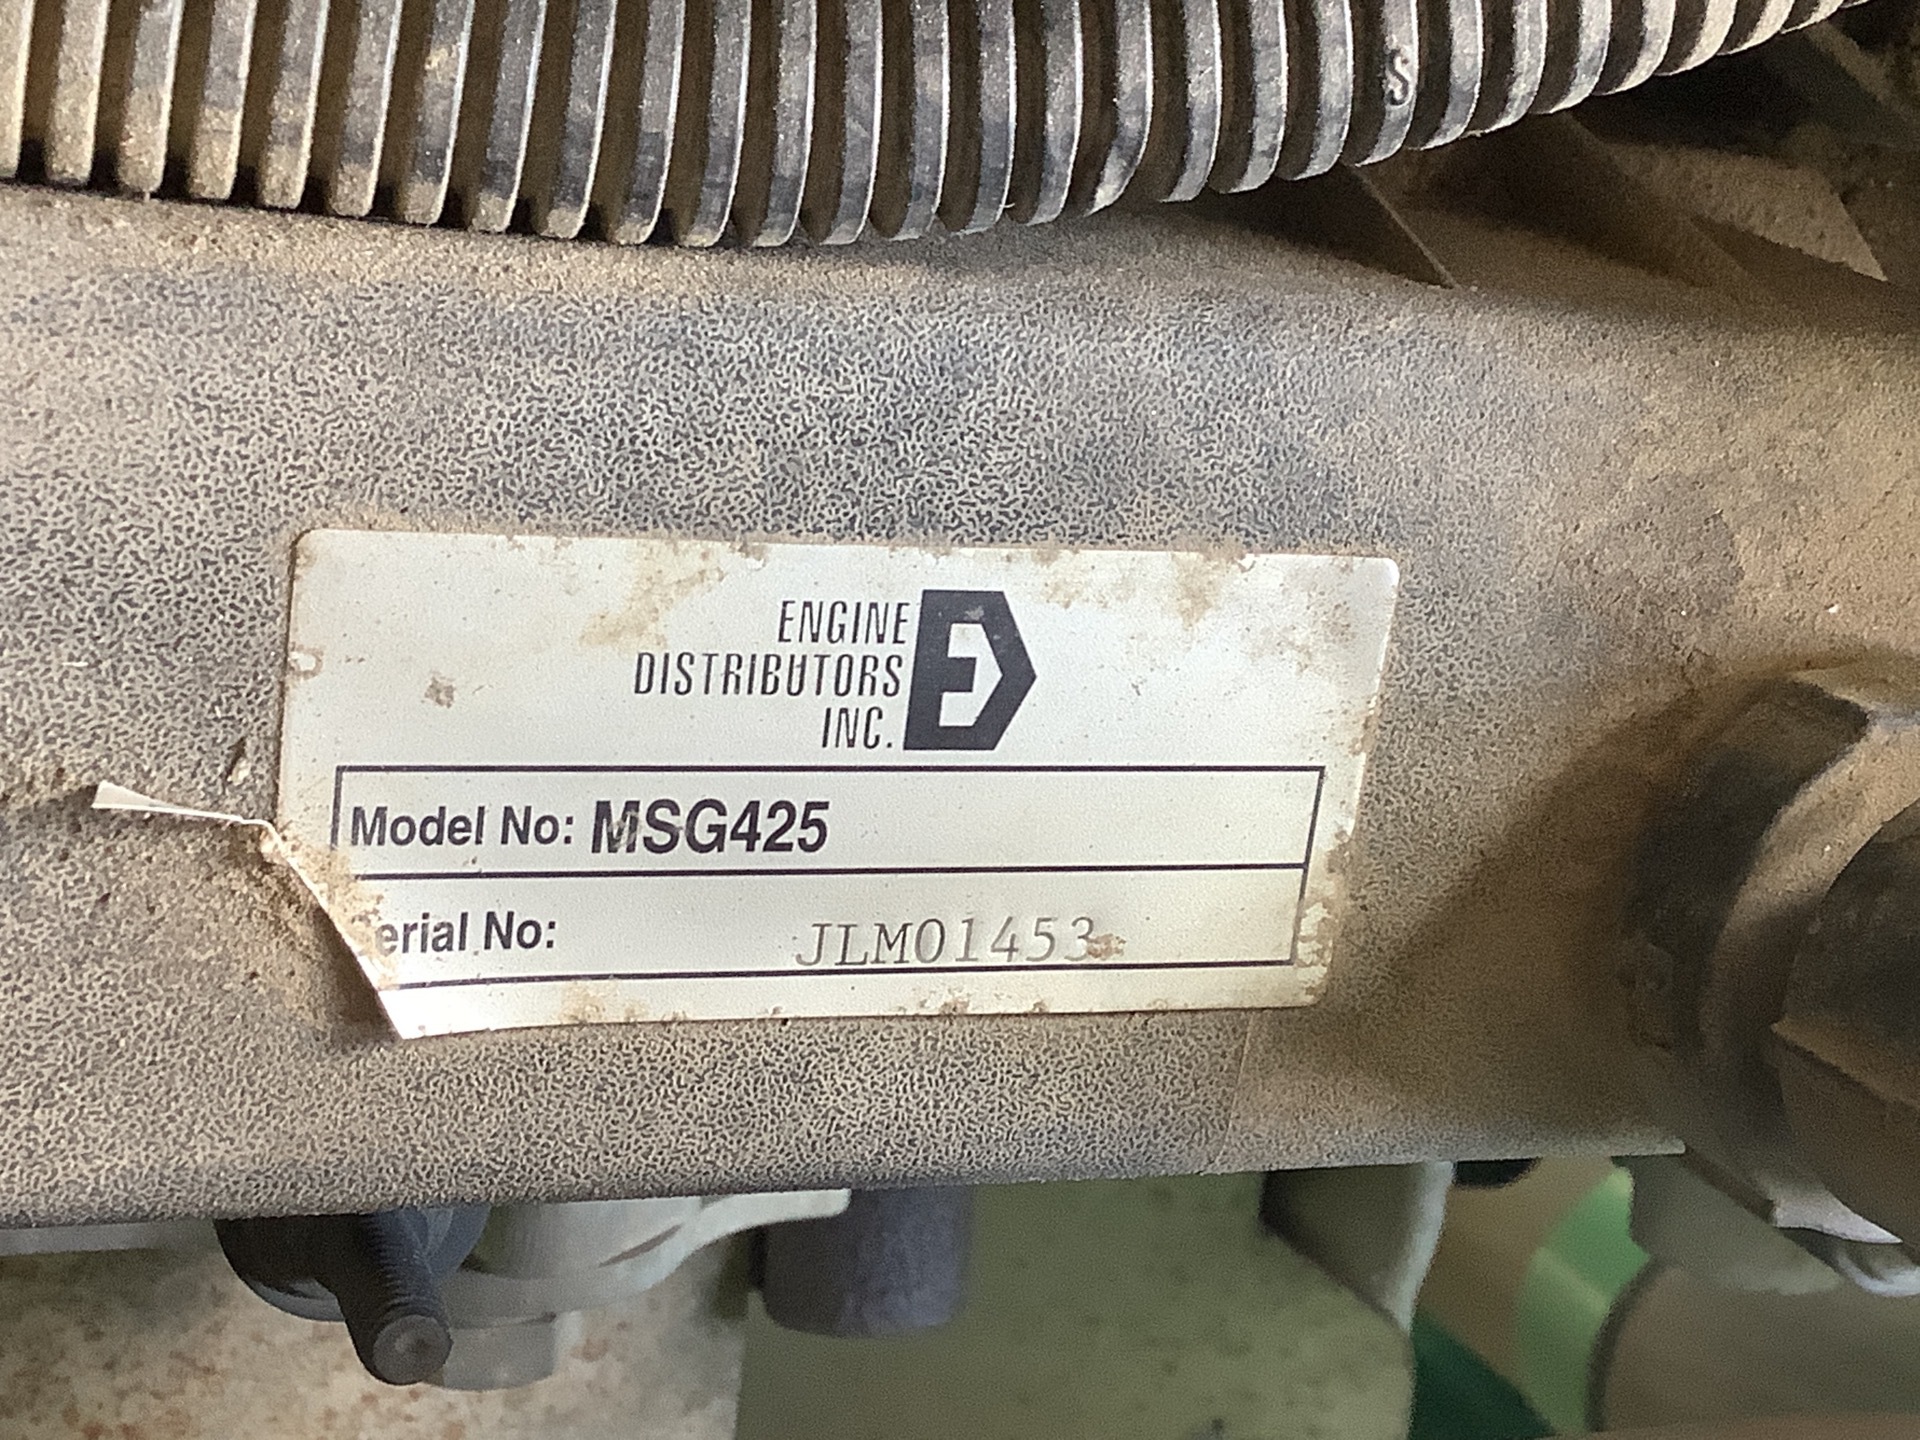 S
ENGINE
DISTRIBUTORS
INC.
Model No: MSG425
erial No: JLM01453